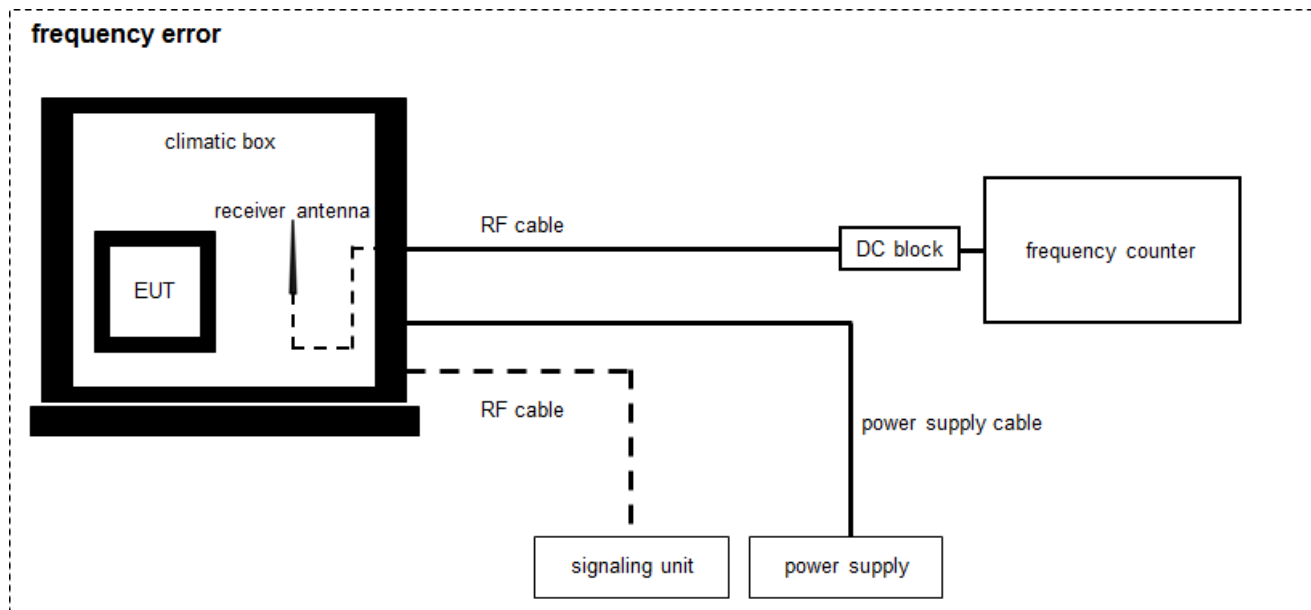 frequency error
climatic box
receiver antenna
RF cable
DC block
frequency counter
EUT
RF cable
power supply cable
signaling unit
power supply